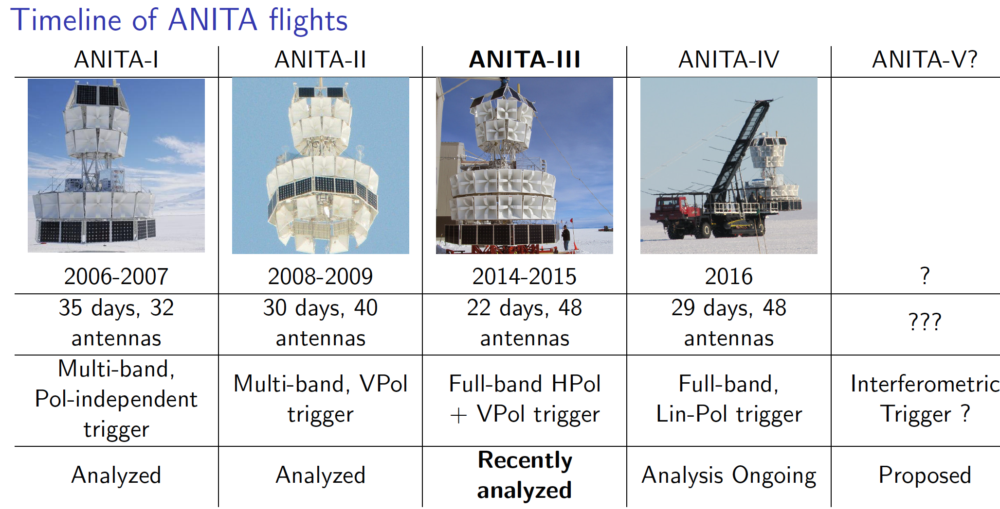 Timeline of ANITA flights
ANITA-I ANITA-II ANITA-III ANITA-IV ANITA-V?
2006-2007 2008-2009 2014-2015 2016 ?
35 days, 32
antennas
30 days, 40
antennas
22 days, 48
antennas
29 days, 48
antennas
???
Multi-band,
Pol-independent
trigger
Multi-band, VPol
trigger
Full-band HPol
+ VPol trigger
Full-band,
Lin-Pol trigger
Interferometric
Trigger ?
Analyzed
Analyzed
Recently
analyzed
Analysis Ongoing
Proposed